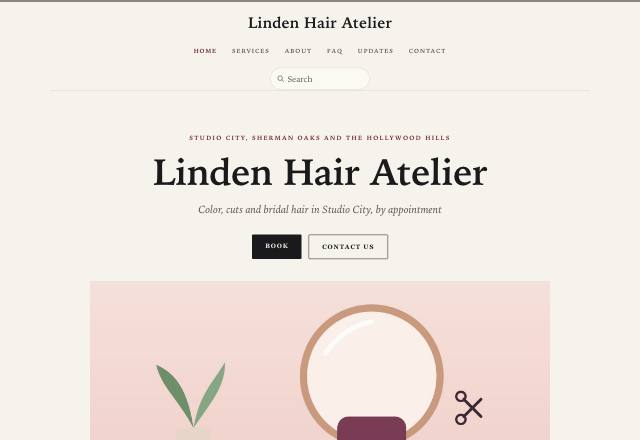 Linden Hair Atelier
HOME SERVICES ABOUT FAQ UPDATES CONTACT
Search
STUDIO CITY, SHERMAN OAKS AND THE HOLLYWOOD HILLS
Linden Hair Atelier
Color, cuts and bridal hair in Studio City, by appointment
BOOK CONTACT US